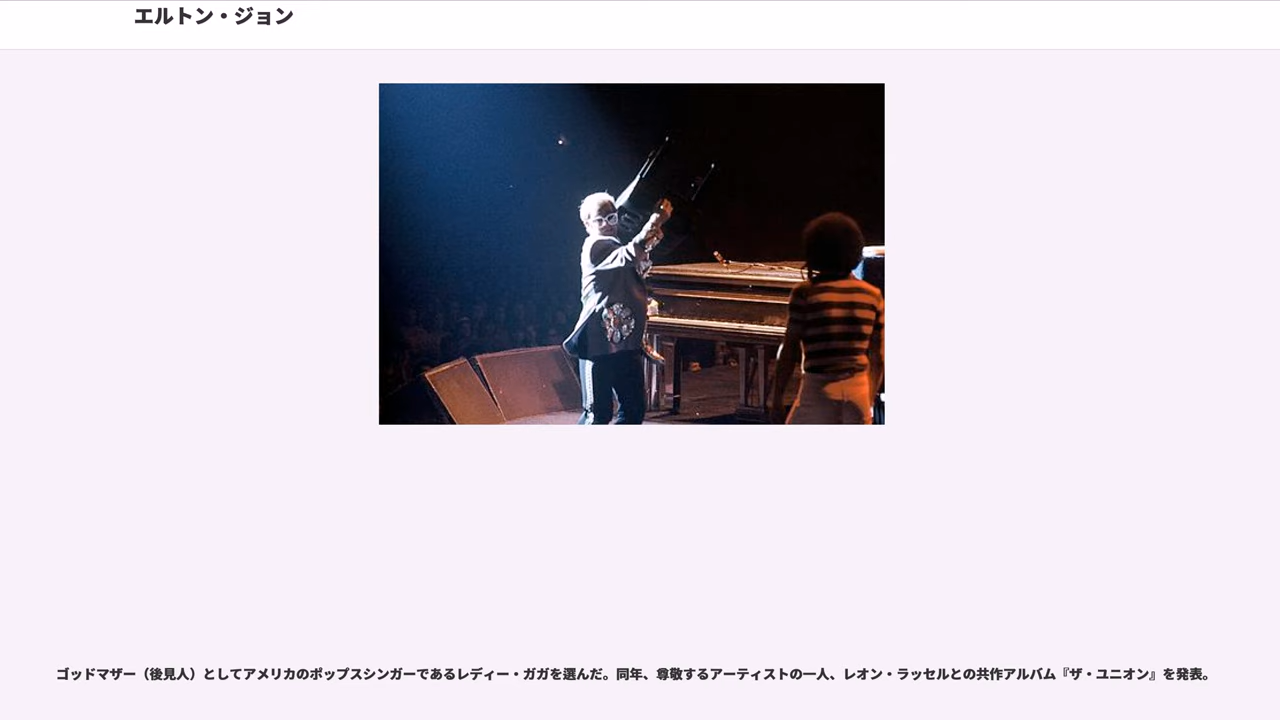 エルトン・ジョン
ゴッドマザー（後見人）としてアメリカのポップスシンガーであるレディー・ガガを選んだ。同年、尊敬するアーティストの一人、レオン・ラッセルとの共作アルバム『ザ・ユニオン』を発表。